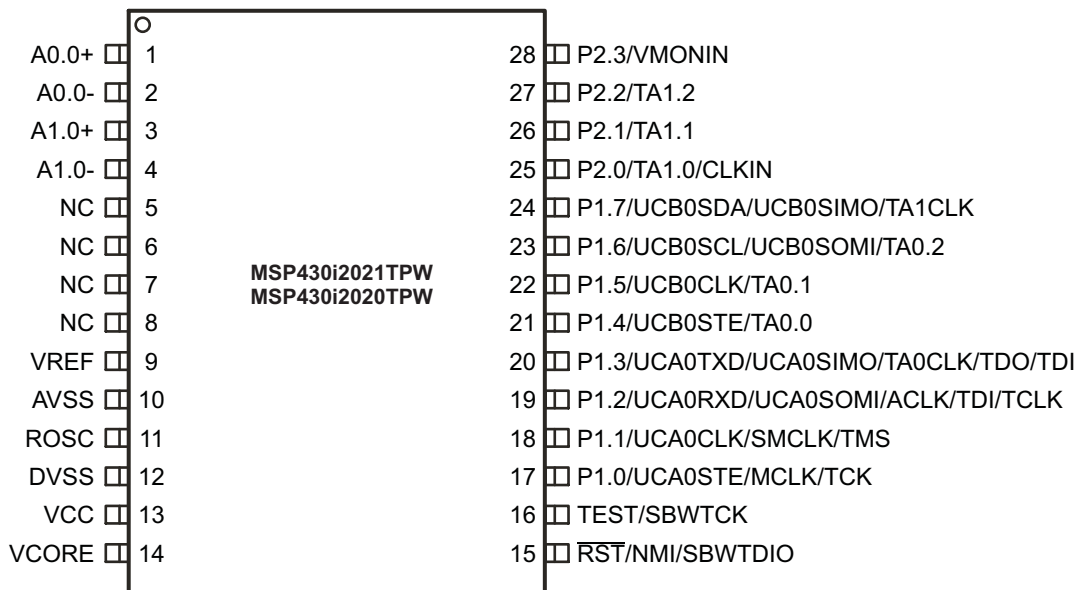 A0.0+ 1 28 P2.3/VMONIN
A0.0- 2 27 P2.2/TA1.2
A1.0+ 3 26 P2.1/TA1.1
A1.0- 4 25 P2.0/TA1.0/CLKIN
NC 5 24 P1.7/UCB0SDA/UCB0SIMO/TA1CLK
NC 6 23 P1.6/UCB0SCL/UCB0SOMI/TA0.2
MSP430i2021TPW
NC 7 22 P1.5/UCB0CLK/TA0.1
MSP430i2020TPW
NC 8 21 P1.4/UCB0STE/TA0.0
VREF 9 20 P1.3/UCA0TXD/UCA0SIMO/TA0CLK/TDO/TDI
AVSS 10 19 P1.2/UCA0RXD/UCA0SOMI/ACLK/TDI/TCLK
ROSC 11 18 P1.1/UCA0CLK/SMCLK/TMS
DVSS 12 17 P1.0/UCA0STE/MCLK/TCK
VCC 13 16 TEST/SBWTCK
VCORE 14 15 RST/NMI/SBWTDIO